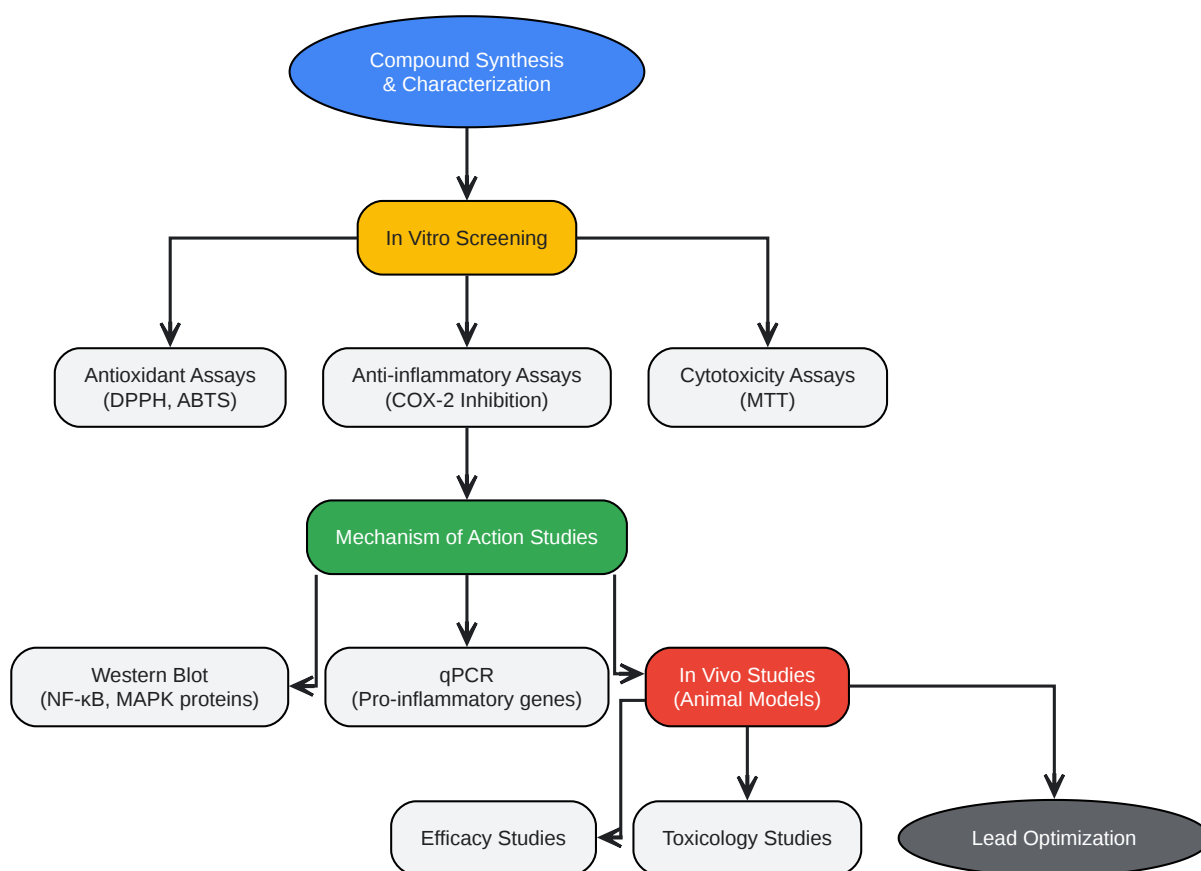 Compound Synthesis
& Characterization
In Vitro Screening
Antioxidant Assays
(DPPH, ABTS)
Anti-inflammatory Assays
(COX-2 Inhibition)
Cytotoxicity Assays
(MTT)
Mechanism of Action Studies
Western Blot
(NF-κB, MAPK proteins)
qPCR
(Pro-inflammatory genes)
In Vivo Studies
(Animal Models)
Efficacy Studies
Toxicology Studies
Lead Optimization